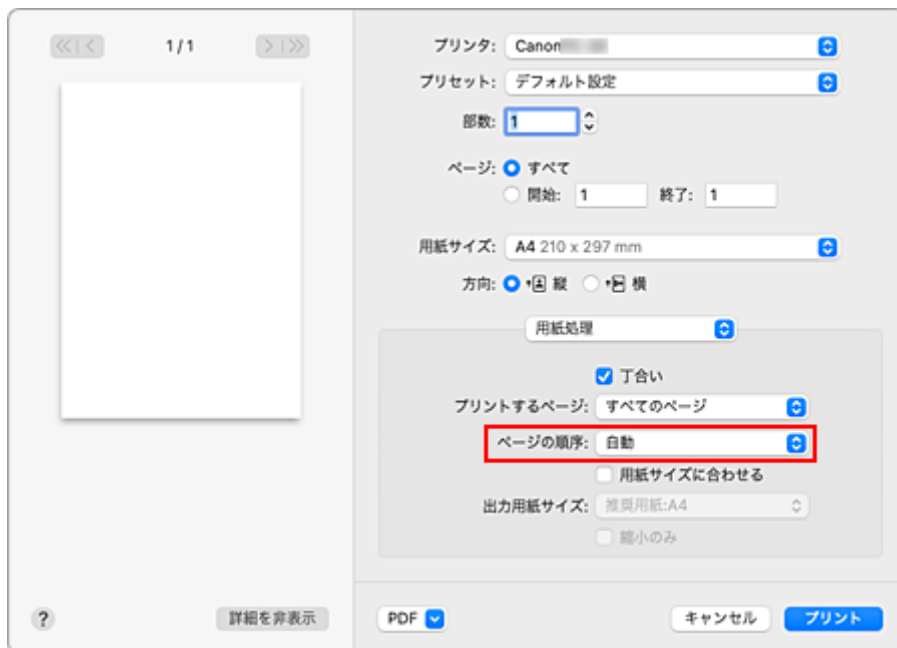 1 / 1
プリンタ: Canon
プリセット: デフォルト設定
部数: 1
ページ: すべて
開始: 1 終了: 1
用紙サイズ: A4 210 x 297 mm
方向: 縦 横
用紙処理
丁合い
プリントするページ: すべてのページ
ページの順序: 自動
用紙サイズに合わせる
出力用紙サイズ: 推奨用紙:A4
縮小のみ
? 詳細を非表示 PDF キャンセル プリント